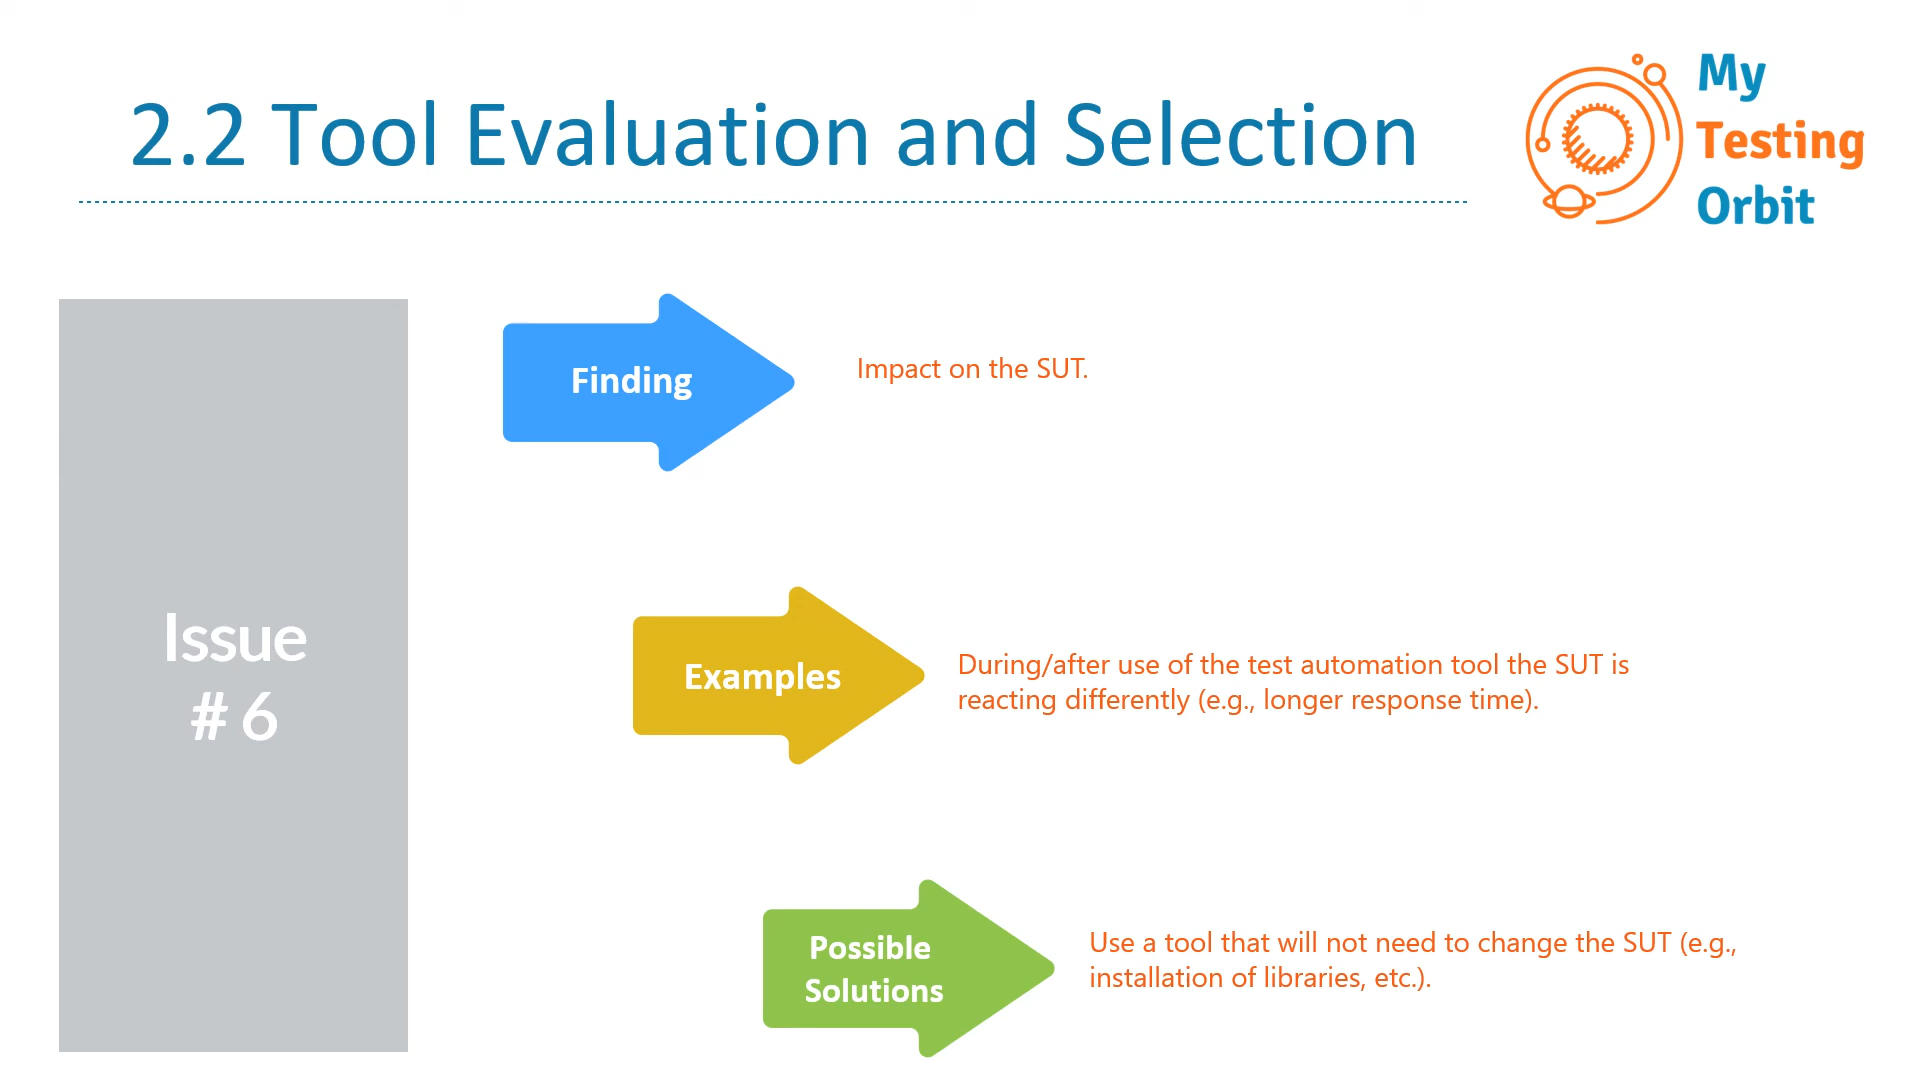 2.2 Tool Evaluation and Selection
My
Testing
Orbit
Issue
# 6
Finding
Impact on the SUT.
Examples
During/after use of the test automation tool the SUT is
reacting differently (e.g., longer response time).
Possible
Solutions
Use a tool that will not need to change the SUT (e.g.,
installation of libraries, etc.).